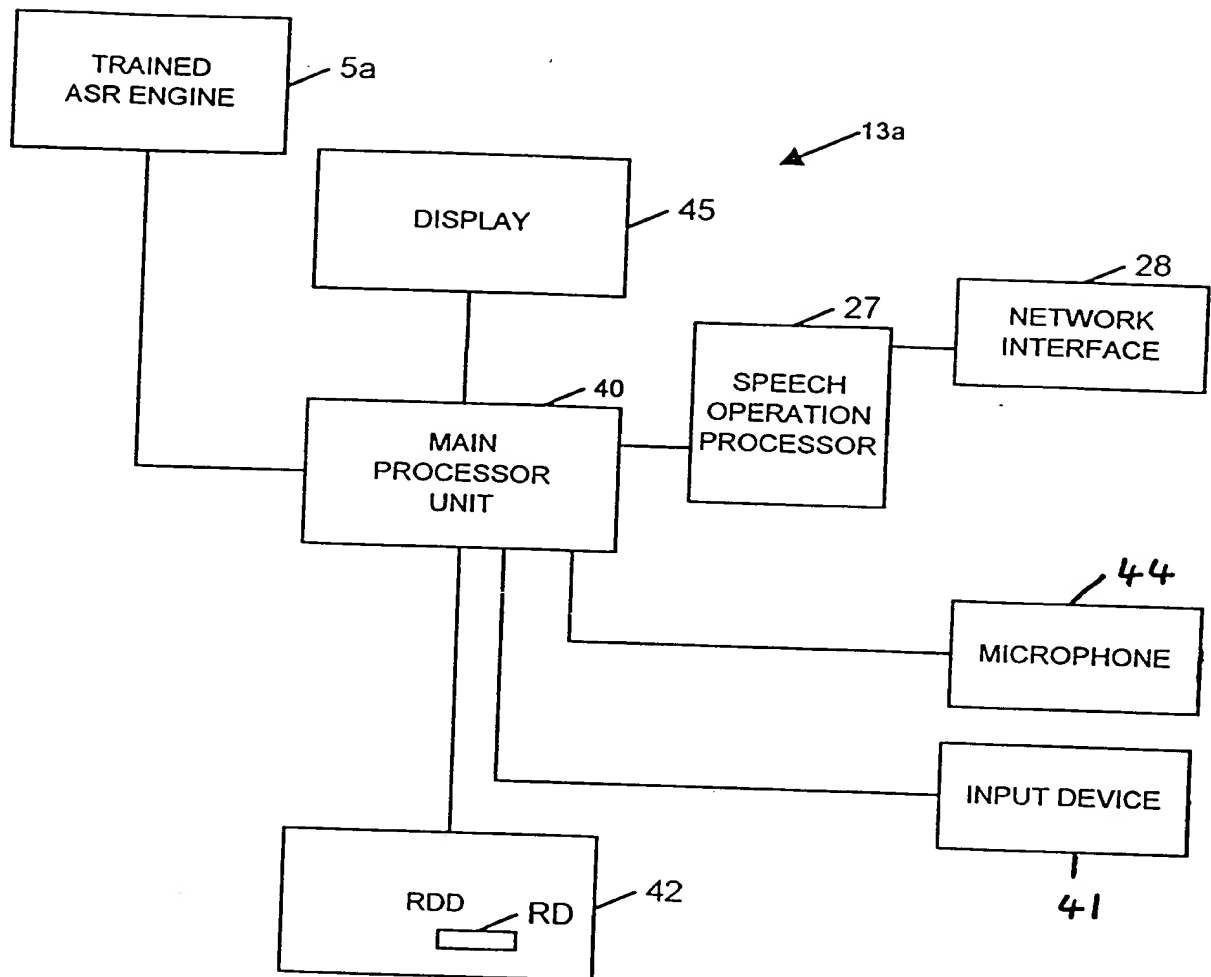 TRAINED
ASR ENGINE
5a
13a
DISPLAY
45
28
NETWORK
INTERFACE
27
SPEECH
OPERATION
PROCESSOR
40
MAIN
PROCESSOR
UNIT
44
MICROPHONE
INPUT DEVICE
41
RDD
RD
42